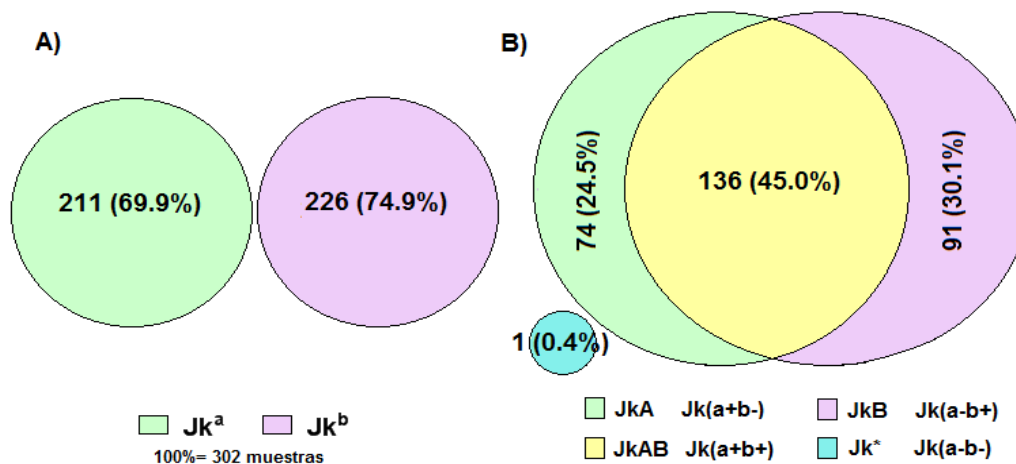 A)
211 (69.9%)
226 (74.9%)
Jkᵃ Jkᵇ
100%= 302 muestras
B)
74 (24.5%)
136 (45.0%)
91 (30.1%)
1 (0.4%)
JkA Jk(a+b-)
JkB Jk(a-b+)
JkAB Jk(a+b+)
Jk* Jk(a-b-)